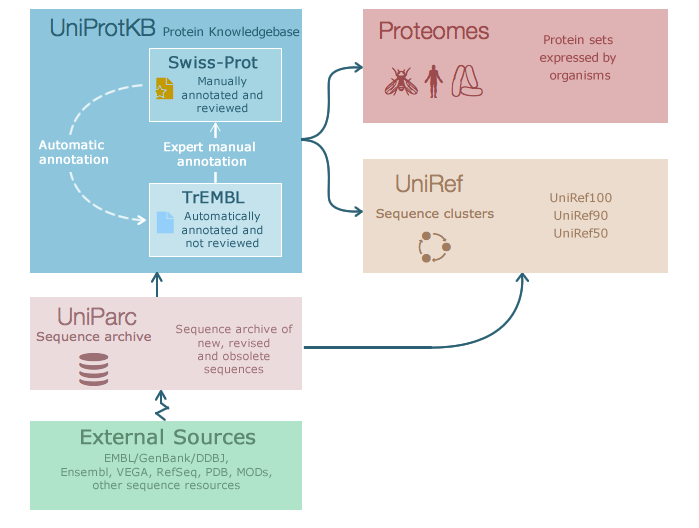 UniProtKB Protein Knowledgebase
Swiss-Prot
Manually
annotated and
reviewed
Automatic
annotation
Expert manual
annotation
TrEMBL
Automatically
annotated and
not reviewed
Proteomes
Protein sets
expressed by
organisms
UniRef
Sequence clusters
UniRef100
UniRef90
UniRef50
UniParc
Sequence archive
Sequence archive of
new, revised
and obsolete
sequences
External Sources
EMBL/GenBank/DDBJ,
Ensembl, VEGA, RefSeq, PDB, MODs,
other sequence resources